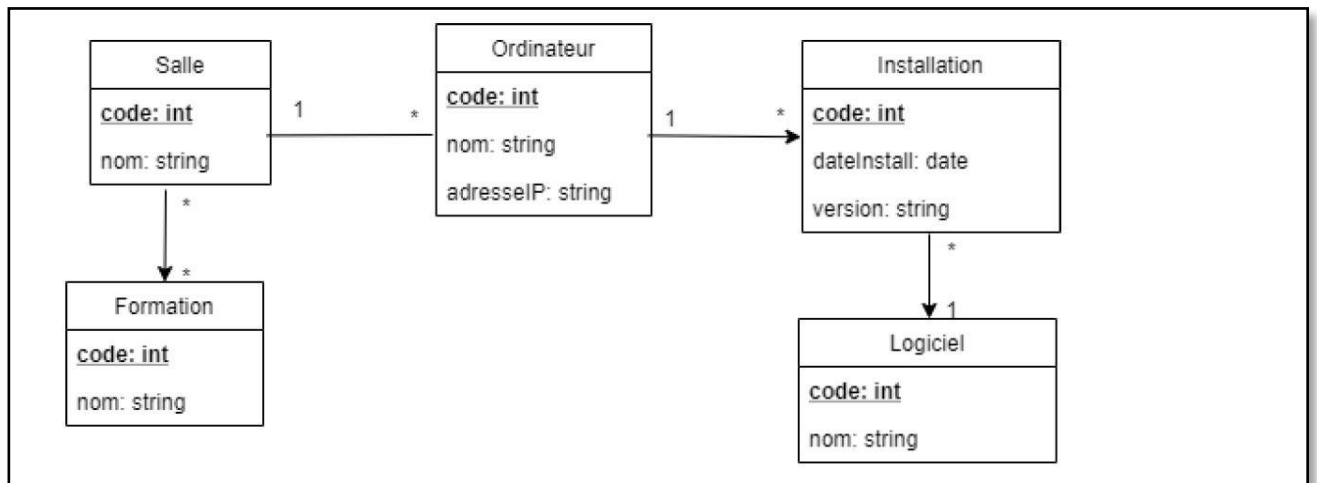 Salle
code: int
nom: string
1
*
Ordinateur
code: int
nom: string
adresseIP: string
1
*
Installation
code: int
dateInstall: date
version: string
*
*
Formation
code: int
nom: string
*
1
Logiciel
code: int
nom: string